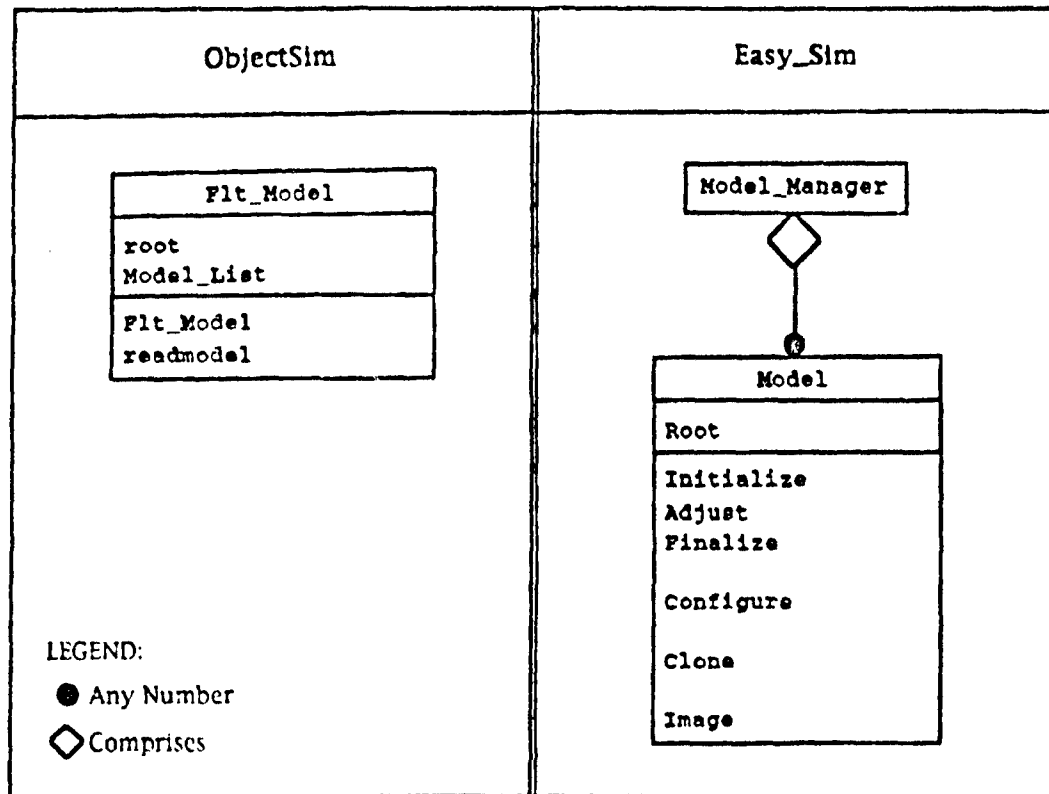 ObjectSim
Easy_Sim
Flt_Model
root
Model_List
Flt_Model
readmodel
LEGEND:
Any Number
Comprises
Model_Manager
Model
Root
Initialize
Adjust
Finalize
Configure
Clone
Image